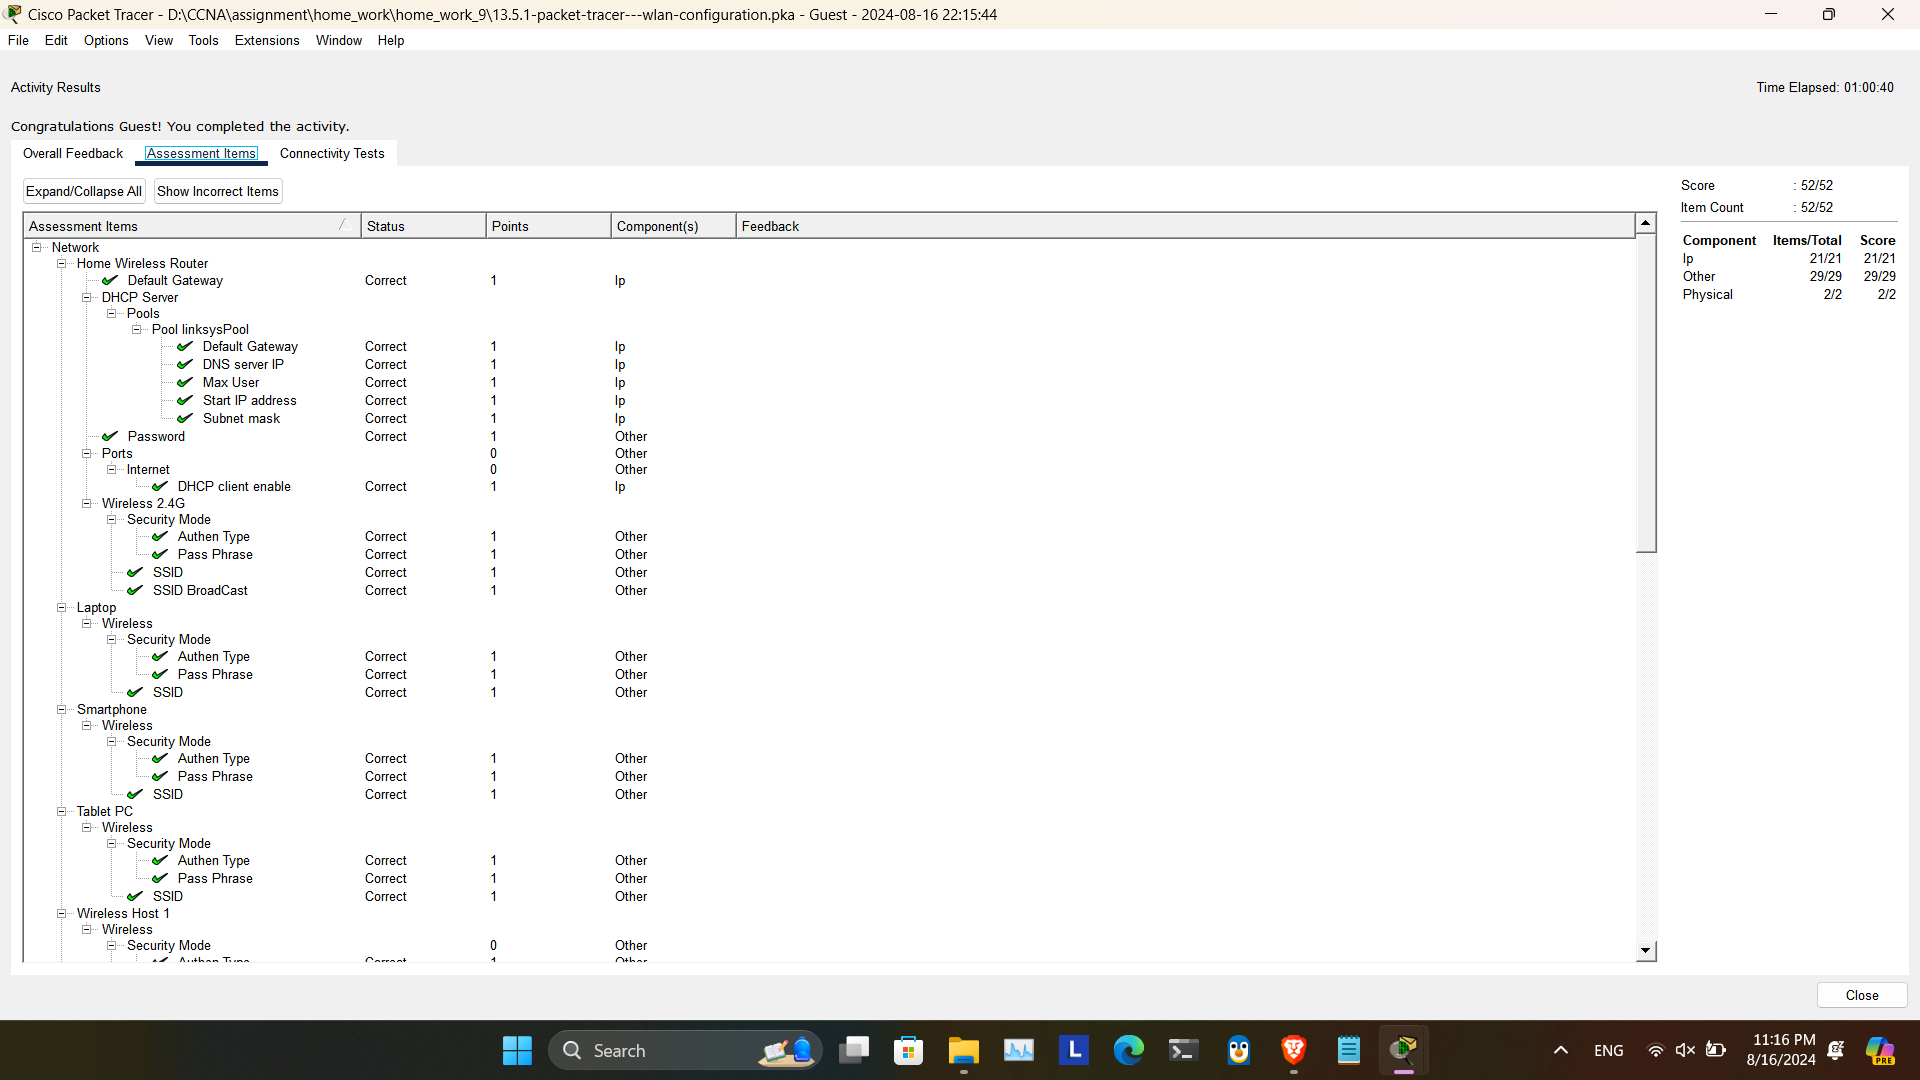 Cisco Packet Tracer - D:\CCNA\assignment\home_work\home_work_9\13.5.1-packet-tracer---wlan-configuration.pka - Guest - 2024-08-16 22:15:44
File Edit Options View Tools Extensions Window Help
Activity Results Time Elapsed: 01:00:40
Congratulations Guest! You completed the activity.
Overall Feedback Assessment Items Connectivity Tests
Expand/Collapse All Show Incorrect Items
Score : 52/52
Item Count : 52/52
Component Items/Total Score
Ip 21/21 21/21
Other 29/29 29/29
Physical 2/2 2/2
Assessment Items Status Points Component(s) Feedback
Network
Home Wireless Router
Default Gateway Correct 1 Ip
DHCP Server
Pools
Pool linksysPool
Default Gateway Correct 1 Ip
DNS server IP Correct 1 Ip
Max User Correct 1 Ip
Start IP address Correct 1 Ip
Subnet mask Correct 1 Ip
Password Correct 1 Other
Ports 0 Other
Internet 0 Other
DHCP client enable Correct 1 Ip
Wireless 2.4G
Security Mode
Authen Type Correct 1 Other
Pass Phrase Correct 1 Other
SSID Correct 1 Other
SSID BroadCast Correct 1 Other
Laptop
Wireless
Security Mode
Authen Type Correct 1 Other
Pass Phrase Correct 1 Other
SSID Correct 1 Other
Smartphone
Wireless
Security Mode
Authen Type Correct 1 Other
Pass Phrase Correct 1 Other
SSID Correct 1 Other
Tablet PC
Wireless
Security Mode
Authen Type Correct 1 Other
Pass Phrase Correct 1 Other
SSID Correct 1 Other
Wireless Host 1
Wireless
Security Mode 0 Other
Authen Type Correct 1 Other
Close
Search
L
ENG
11:16 PM
8/16/2024
PRE